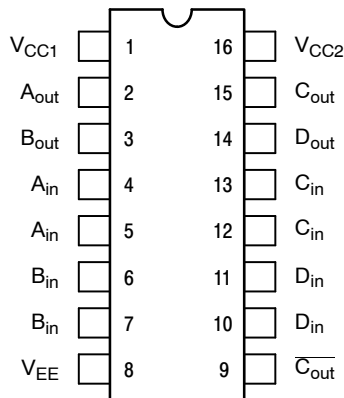 VCC1 1 16 VCC2
Aout 2 15 Cout
Bout 3 14 Dout
Ain 4 13 Cin
Ain 5 12 Cin
Bin 6 11 Din
Bin 7 10 Din
VEE 8 9 C̅o̅u̅t̅